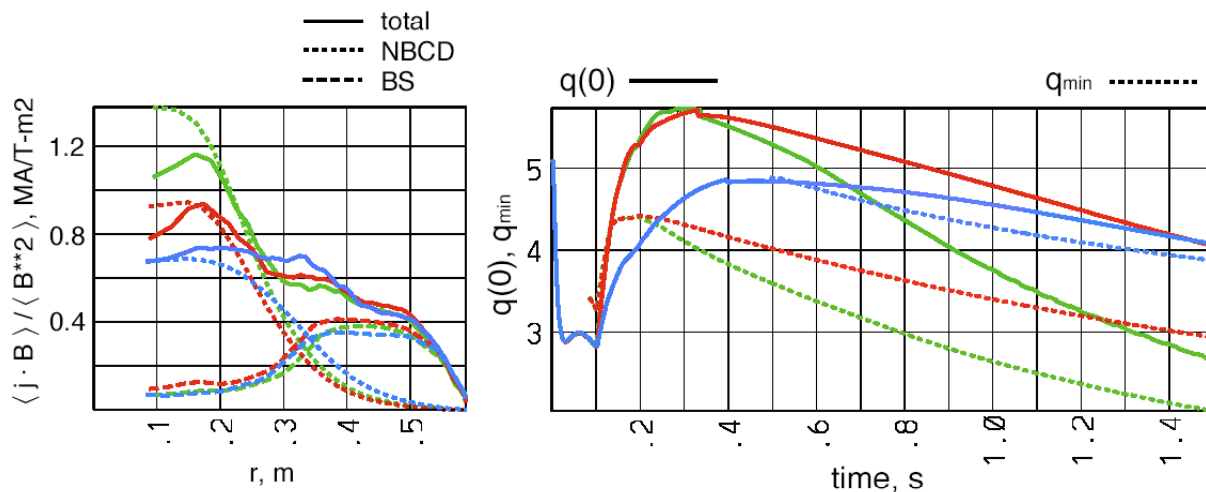 total
NBCD
BS
⟨ j · B ⟩ / ⟨ B**2 ⟩, MA/T-m2
1.2
0.8
0.4
.1 .2 .3 .4 .5
r, m
q(0)
qmin
q(0), qmin
5
4
3
.2 .4 .6 .8 1.0 1.2 1.4
time, s